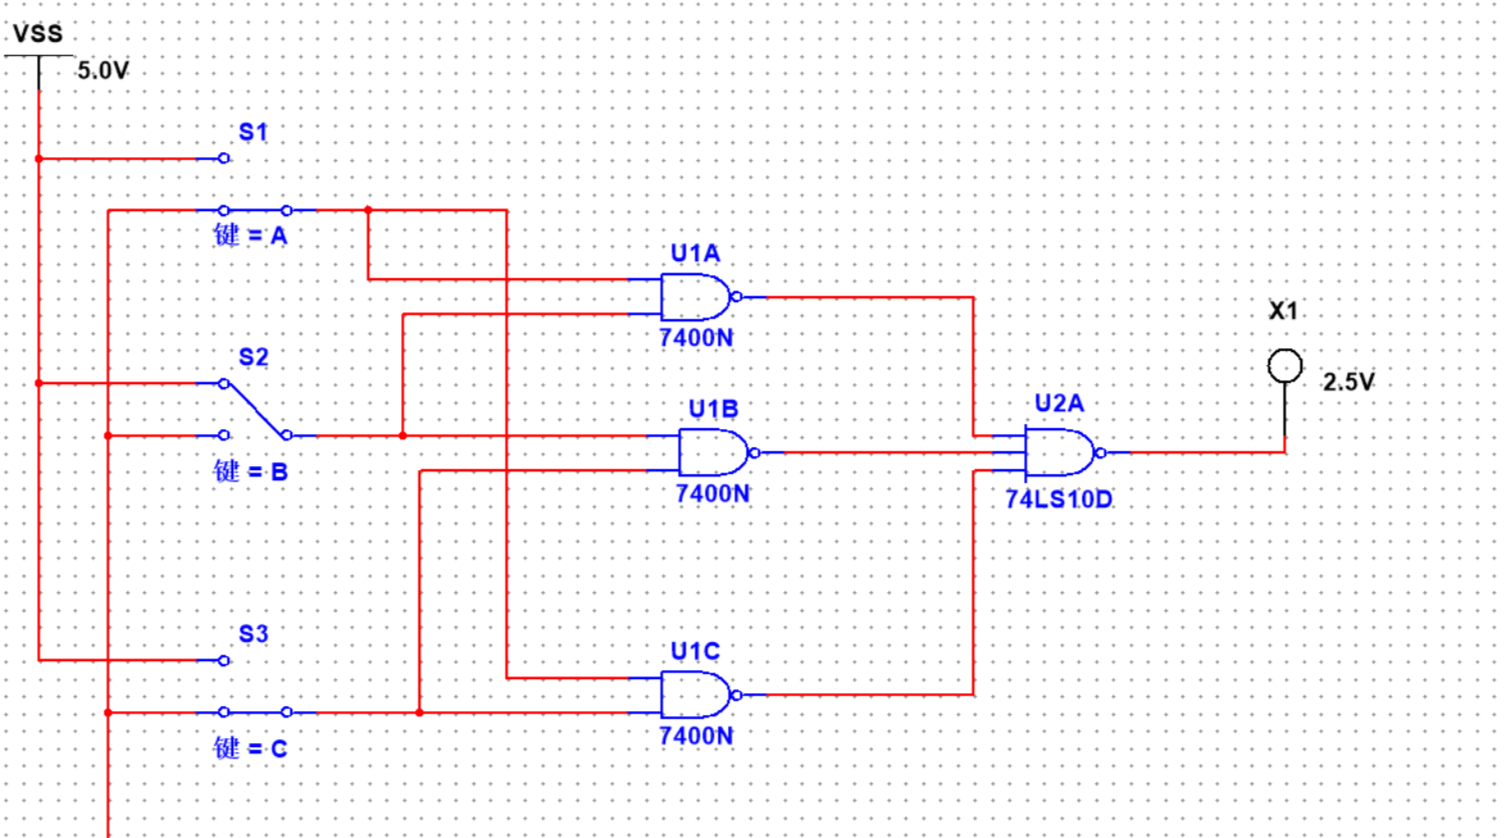 VSS
5.0V
S1
键 = A
U1A
7400N
X1
2.5V
S2
键 = B
U1B
7400N
U2A
74LS10D
S3
键 = C
U1C
7400N